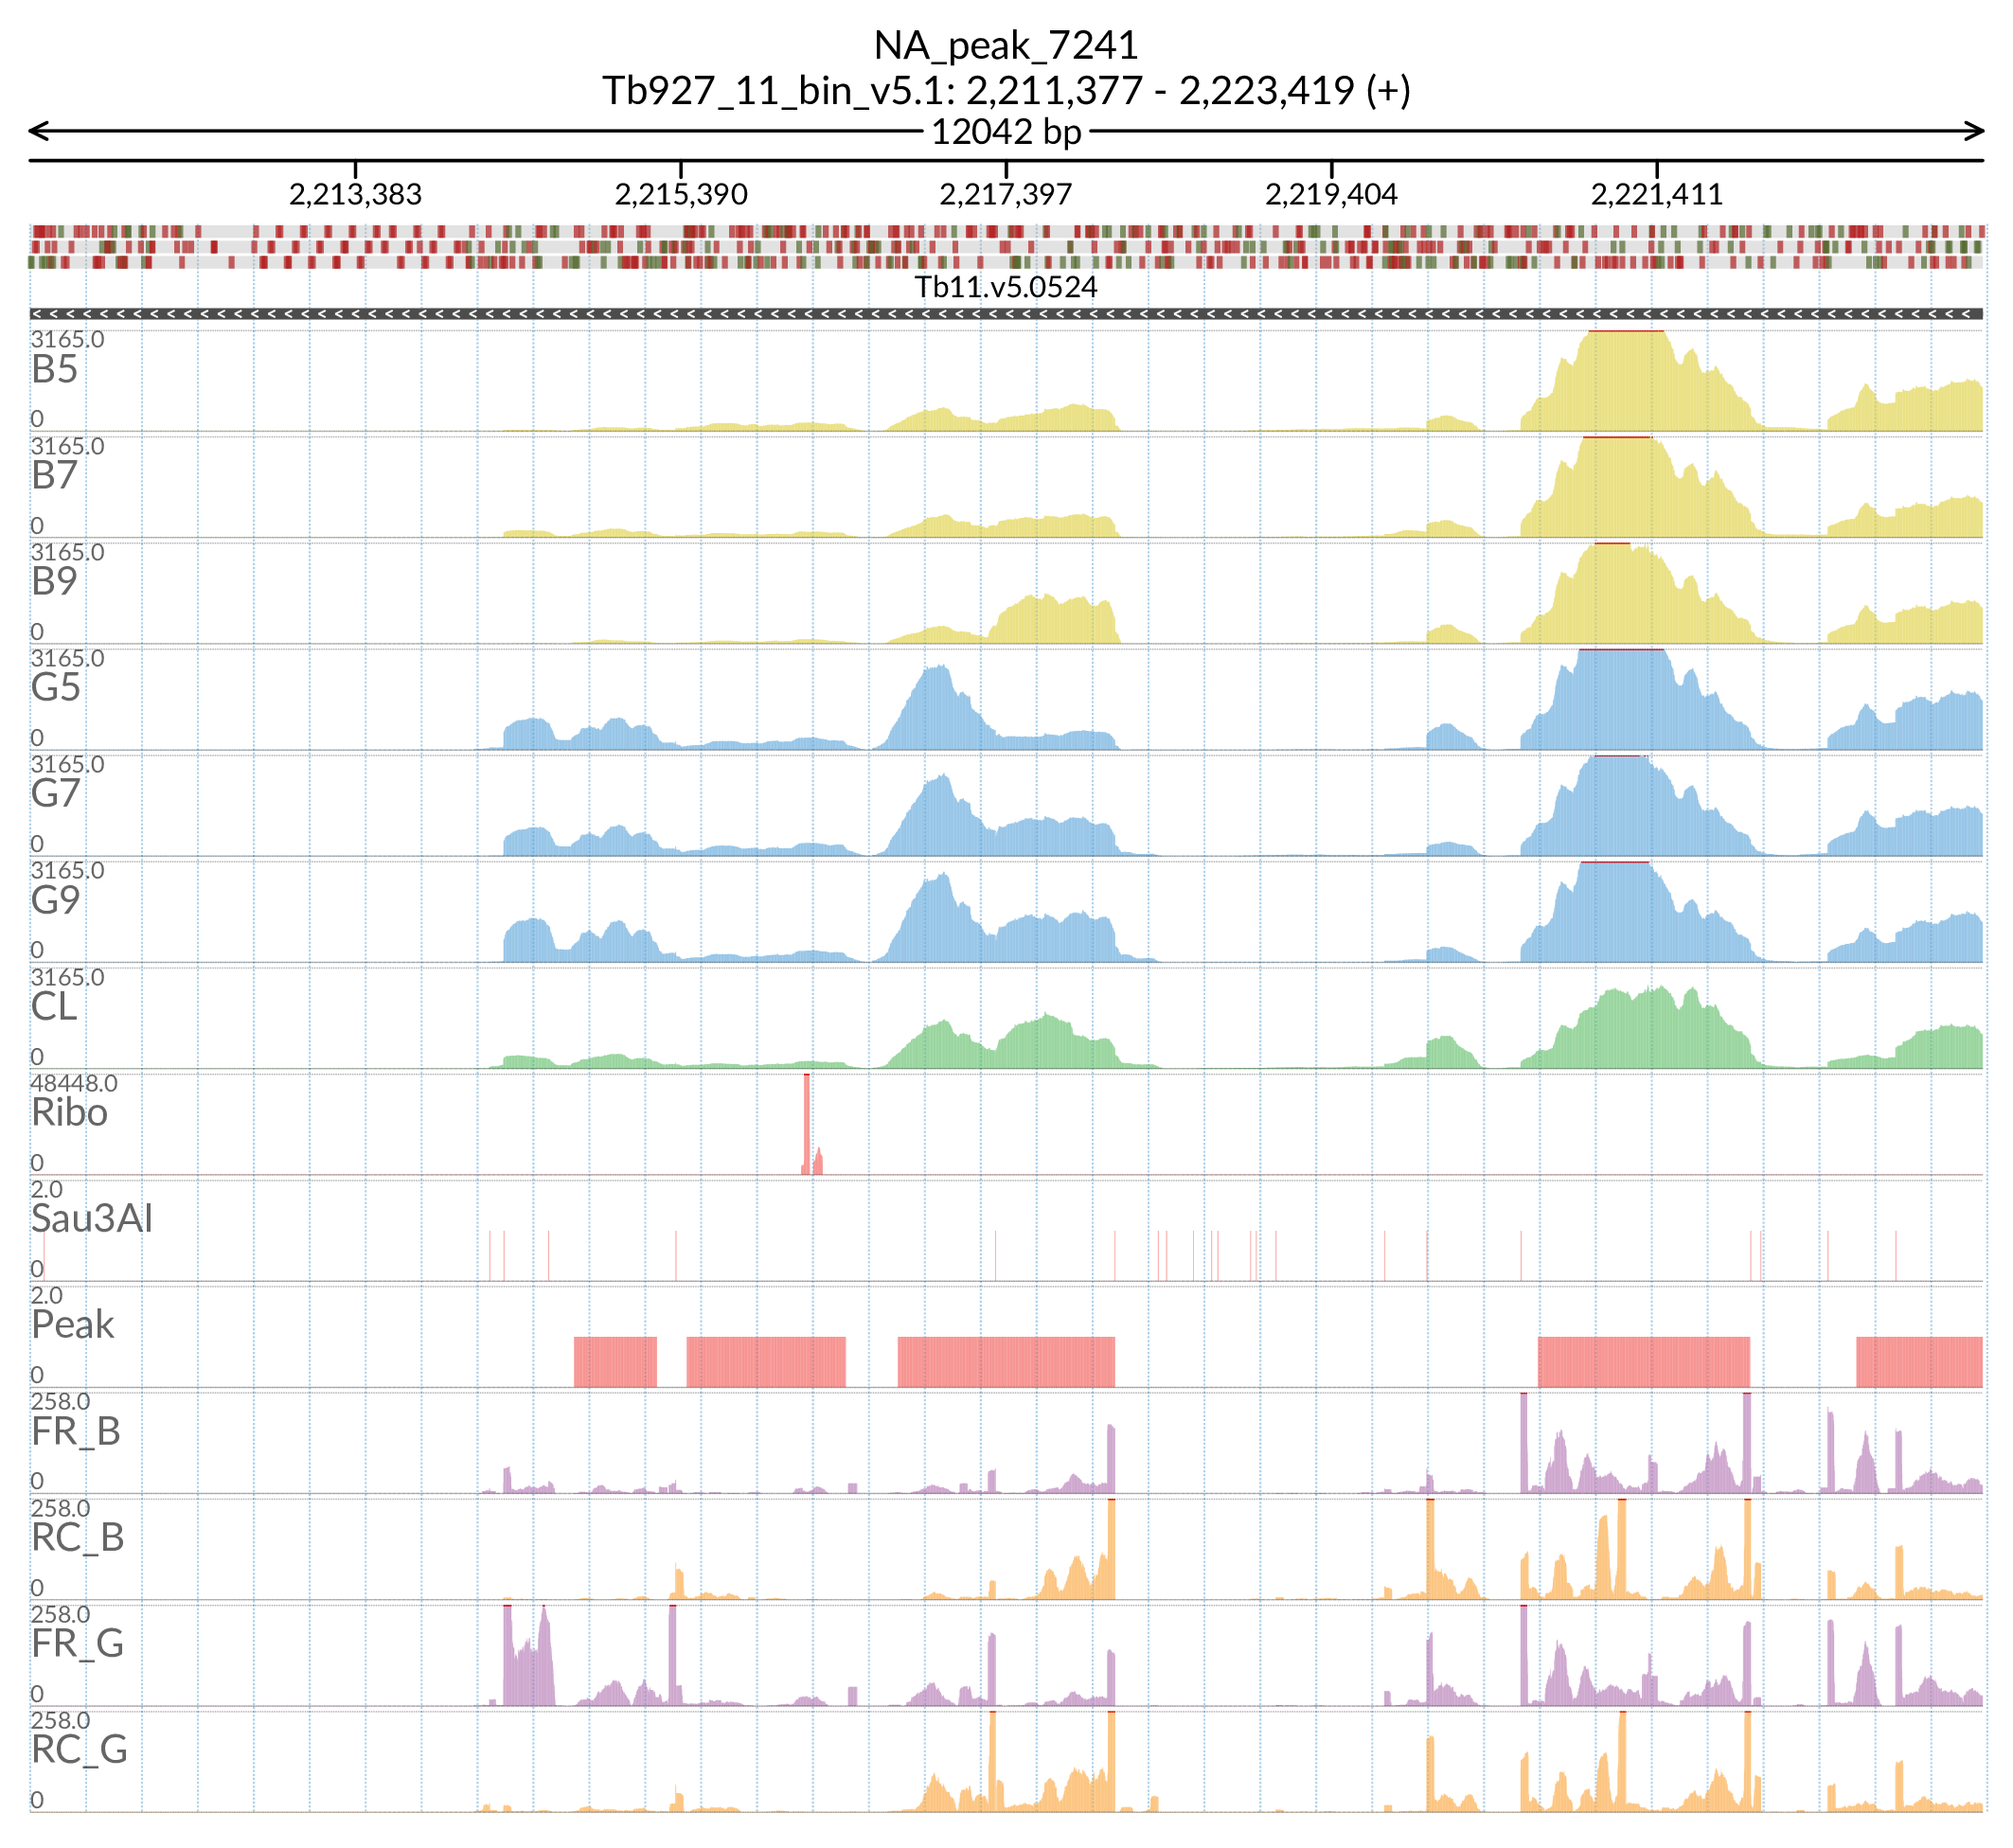 NA_peak_7241
Tb927_11_bin_v5.1: 2,211,377 - 2,223,419 (+)
12042 bp
2,213,383 2,215,390 2,217,397 2,219,404 2,221,411
Tb11.v5.0524
3165.0
B5
0
3165.0
B7
0
3165.0
B9
0
3165.0
G5
0
3165.0
G7
0
3165.0
G9
0
3165.0
CL
0
48448.0
Ribo
0
2.0
Sau3AI
0
2.0
Peak
0
258.0
FR_B
0
258.0
RC_B
0
258.0
FR_G
0
258.0
RC_G
0